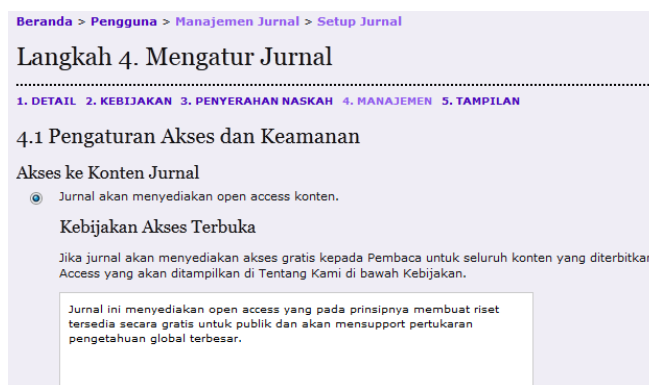 Beranda > Pengguna > Manajemen Jurnal > Setup Jurnal
Langkah 4. Mengatur Jurnal
1. DETAIL 2. KEBIJAKAN 3. PENYERAHAN NASKAH 4. MANAJEMEN 5. TAMPILAN
4.1 Pengaturan Akses dan Keamanan
Akses ke Konten Jurnal
Jurnal akan menyediakan open access konten.
Kebijakan Akses Terbuka
Jika jurnal akan menyediakan akses gratis kepada Pembaca untuk seluruh konten yang diterbitkan
Access yang akan ditampilkan di Tentang Kami di bawah Kebijakan.
Jurnal ini menyediakan open access yang pada prinsipnya membuat riset
tersedia secara gratis untuk publik dan akan mensupport pertukaran
pengetahuan global terbesar.